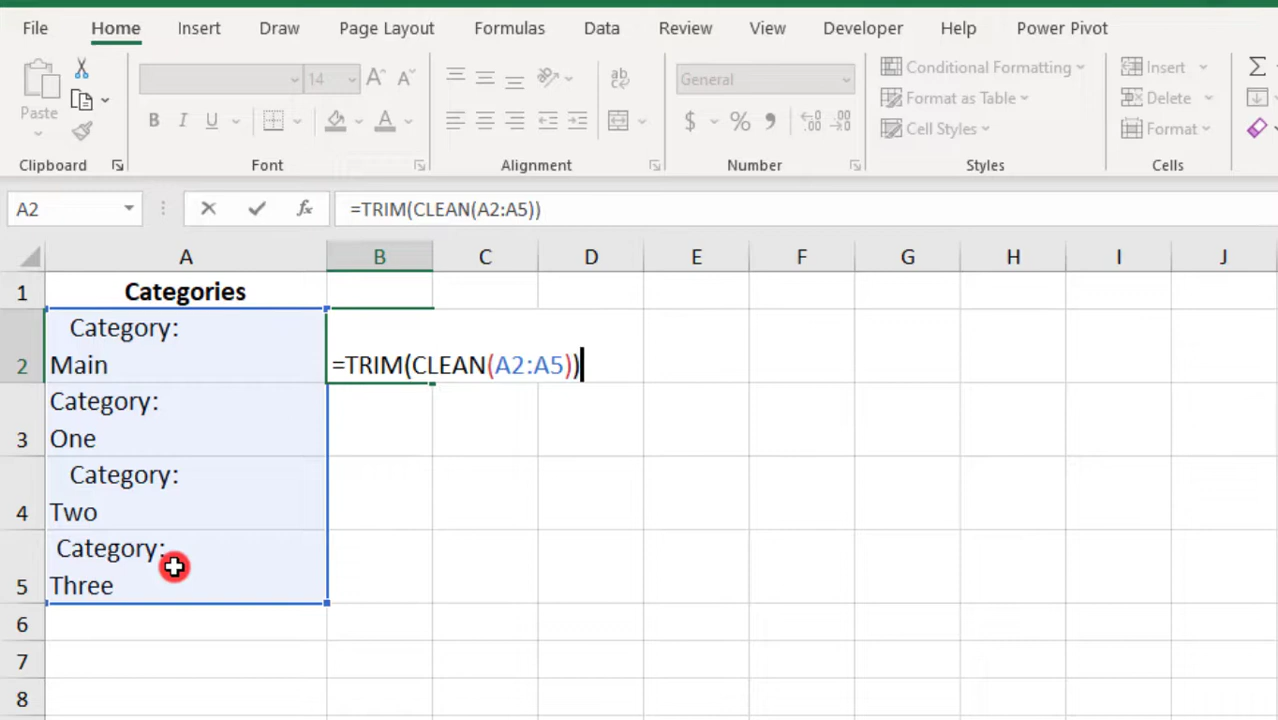 File Home Insert Draw Page Layout Formulas Data Review View Developer Help Power Pivot
14 A A ab c General Conditional Formatting Insert Σ
Paste B I U A $ % 9 Format as Table Delete
Cell Styles Format
Clipboard Font Alignment Number Styles Cells
A2 fx =TRIM(CLEAN(A2:A5))
A B C D E F G H I J
1 Categories
Category:
2 Main =TRIM(CLEAN(A2:A5))
Category:
3 One
Category:
4 Two
Category:
5 Three
6
7
8